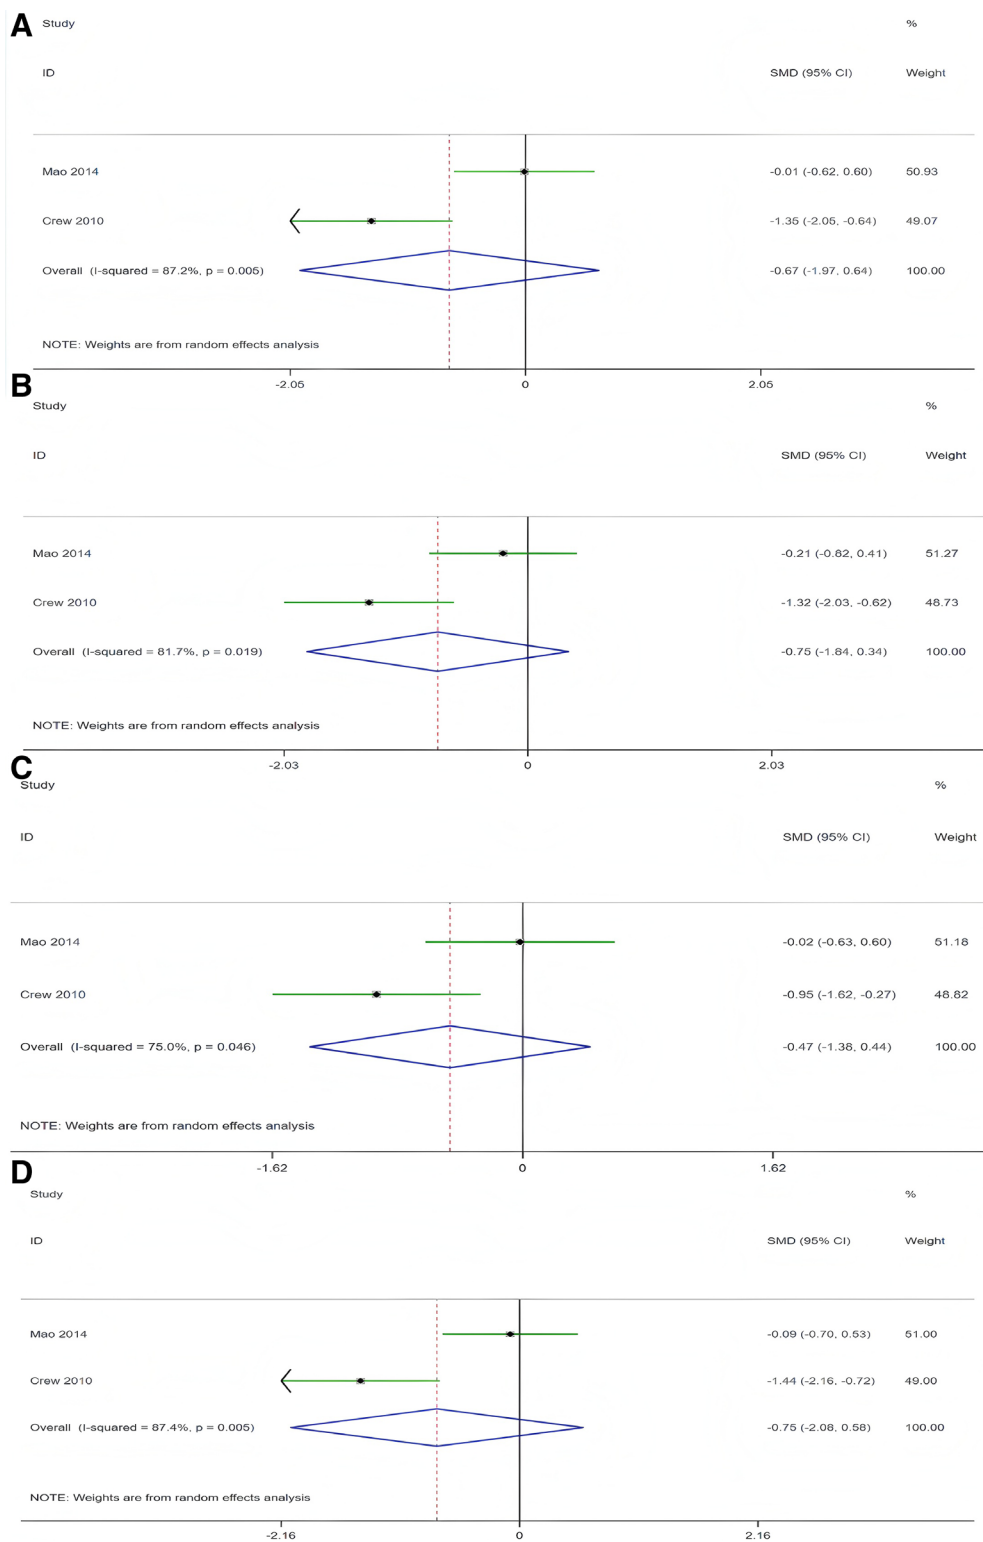 A
Study %
ID SMD (95% CI) Weight
Mao 2014 -0.01 (-0.62, 0.60) 50.93
Crew 2010 -1.35 (-2.05, -0.64) 49.07
Overall (I-squared = 87.2%, p = 0.005) -0.67 (-1.97, 0.64) 100.00
NOTE: Weights are from random effects analysis
-2.05 0 2.05
B
Study %
ID SMD (95% CI) Weight
Mao 2014 -0.21 (-0.82, 0.41) 51.27
Crew 2010 -1.32 (-2.03, -0.62) 48.73
Overall (I-squared = 81.7%, p = 0.019) -0.75 (-1.84, 0.34) 100.00
NOTE: Weights are from random effects analysis
-2.03 0 2.03
C
Study %
ID SMD (95% CI) Weight
Mao 2014 -0.02 (-0.63, 0.60) 51.18
Crew 2010 -0.95 (-1.62, -0.27) 48.82
Overall (I-squared = 75.0%, p = 0.046) -0.47 (-1.38, 0.44) 100.00
NOTE: Weights are from random effects analysis
-1.62 0 1.62
D
Study %
ID SMD (95% CI) Weight
Mao 2014 -0.09 (-0.70, 0.53) 51.00
Crew 2010 -1.44 (-2.16, -0.72) 49.00
Overall (I-squared = 87.4%, p = 0.005) -0.75 (-2.08, 0.58) 100.00
NOTE: Weights are from random effects analysis
-2.16 0 2.16